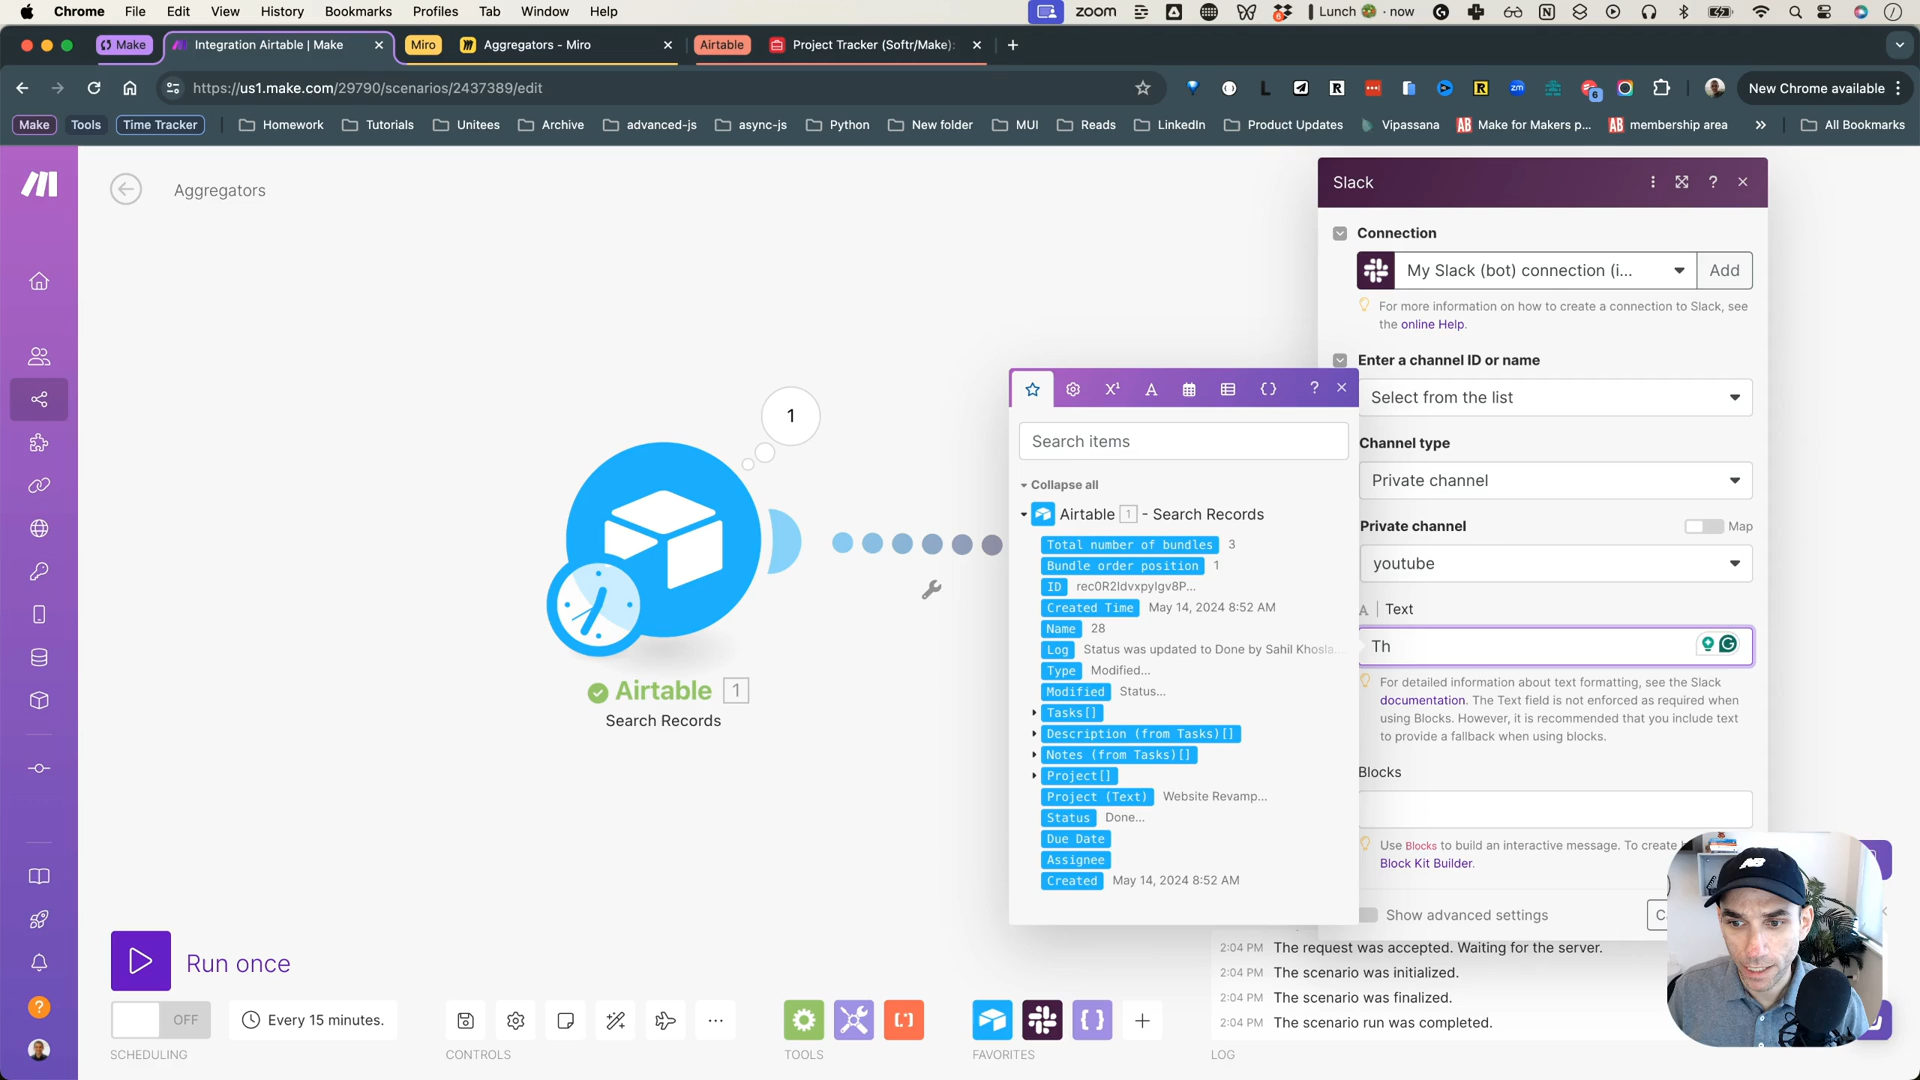 Chrome File Edit View History Bookmarks Profiles Tab Window Help zoom Lunch · now
Make Integration Airtable | Make Miro Aggregators - Miro Airtable Project Tracker (Softr/Make):
https://us1.make.com/29790/scenarios/2437389/edit New Chrome available
Make Tools Time Tracker Homework Tutorials Unitees Archive advanced-js async-js Python New folder MUI Reads LinkedIn Product Updates Vipassana Make for Makers p... membership area All Bookmarks
Aggregators
Slack
Connection
My Slack (bot) connection (i... Add
For more information on how to create a connection to Slack, see
the online Help.
Enter a channel ID or name
Select from the list
Channel type
Private channel
Private channel Map
youtube
A | Text
Th
For detailed information about text formatting, see the Slack
documentation. The Text field is not enforced as required when
using Blocks. However, it is recommended that you include text
to provide a fallback when using blocks.
Blocks
Use Blocks to build an interactive message. To create
Block Kit Builder.
Show advanced settings
Search items
Collapse all
Airtable 1 - Search Records
Total number of bundles 3
Bundle order position 1
ID rec0R2ldvxpylgv8P...
Created Time May 14, 2024 8:52 AM
Name 28
Log Status was updated to Done by Sahil Khosla...
Type Modified...
Modified Status...
Tasks[]
Description (from Tasks)[]
Notes (from Tasks)[]
Project[]
Project (Text) Website Revamp...
Status Done...
Due Date
Assignee
Created May 14, 2024 8:52 AM
1
Airtable 1
Search Records
Run once
OFF Every 15 minutes.
SCHEDULING CONTROLS TOOLS FAVORITES LOG
2:04 PM The request was accepted. Waiting for the server.
2:04 PM The scenario was initialized.
2:04 PM The scenario was finalized.
2:04 PM The scenario run was completed.